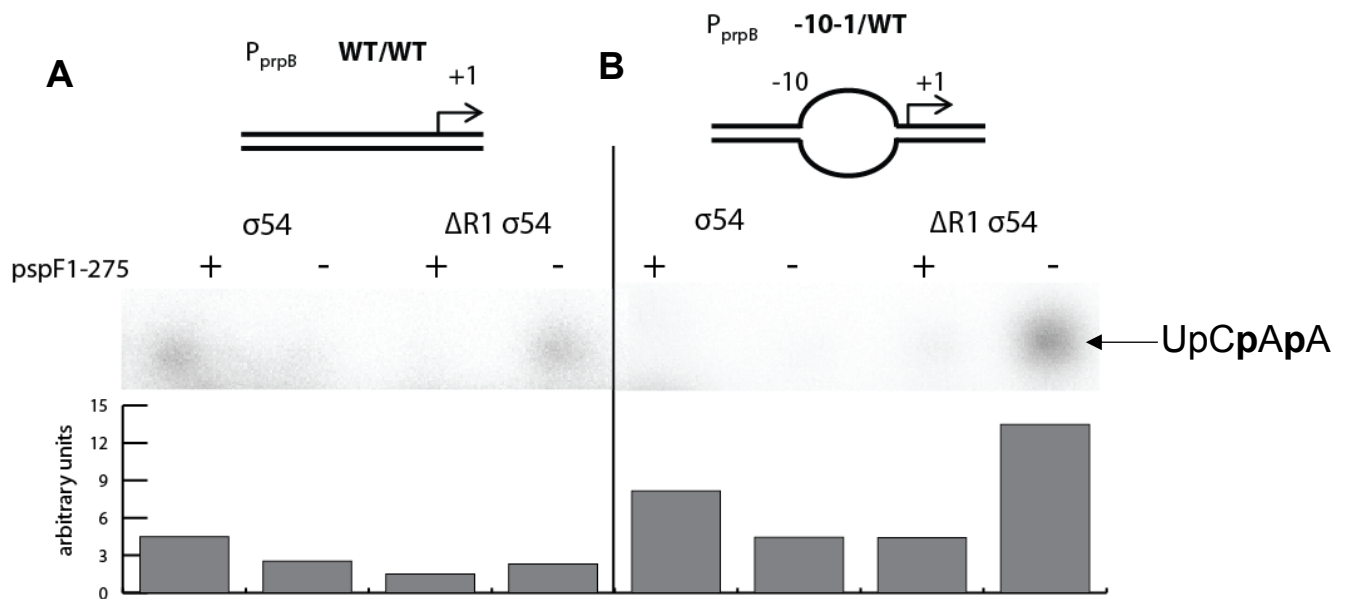 A
P_prpB WT/WT
+1
B
P_prpB -10-1/WT
-10 +1
σ54 ΔR1 σ54 σ54 ΔR1 σ54
pspF1-275 + - + - + - + -
UpCpApA
15
12
9
6
3
0
arbitrary units